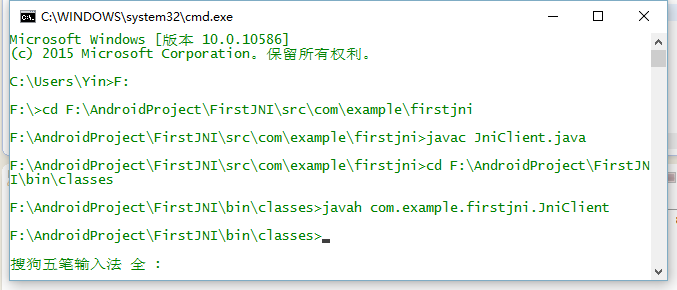 C:\WINDOWS\system32\cmd.exe
Microsoft Windows [版本 10.0.10586]
(c) 2015 Microsoft Corporation。保留所有权利。
C:\Users\Yin>F:
F:\>cd F:\AndroidProject\FirstJNI\src\com\example\firstjni
F:\AndroidProject\FirstJNI\src\com\example\firstjni>javac JniClient.java
F:\AndroidProject\FirstJNI\src\com\example\firstjni>cd F:\AndroidProject\FirstJN
I\bin\classes
F:\AndroidProject\FirstJNI\bin\classes>javah com.example.firstjni.JniClient
F:\AndroidProject\FirstJNI\bin\classes>
搜狗五笔输入法 全 :